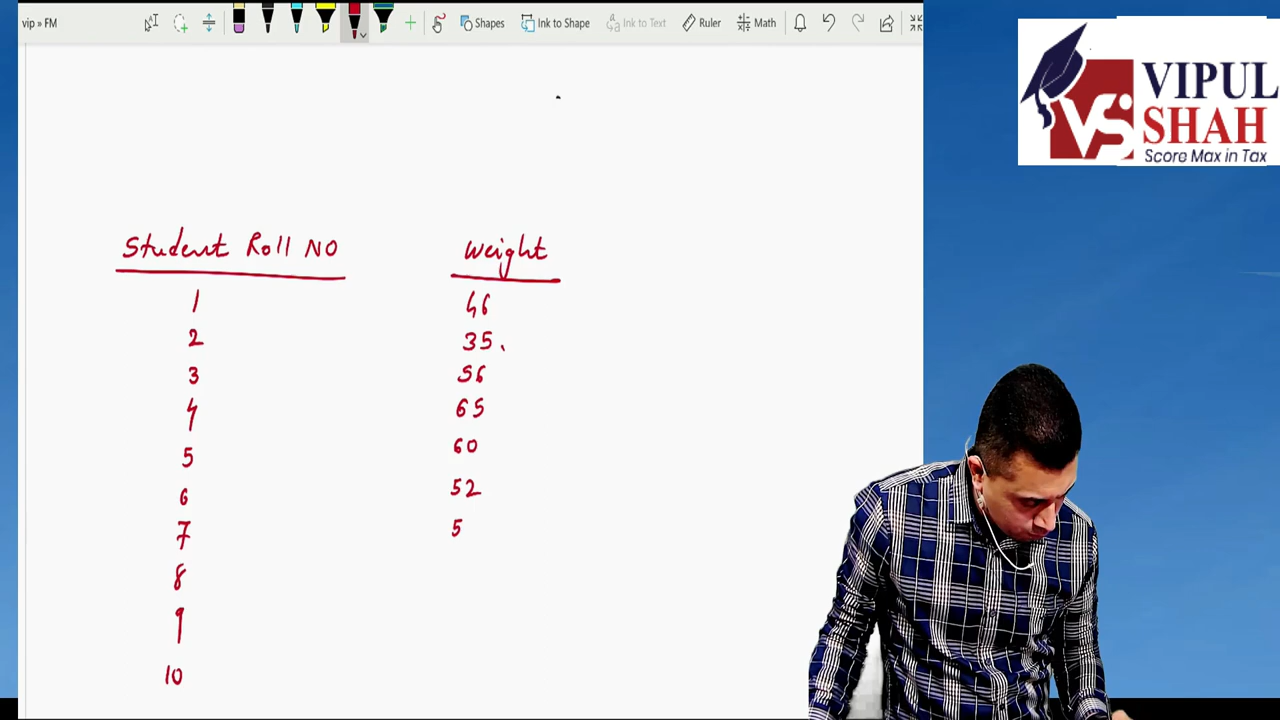 vip » FM
Shapes
Ink to Shape
Ink to Text
Ruler
Math
VIPUL
SHAH
Score Max in Tax
VS
Student Roll NO Weight
1 46
2 35.
3 56
4 65
5 60
6 52
7 5
8
9
10